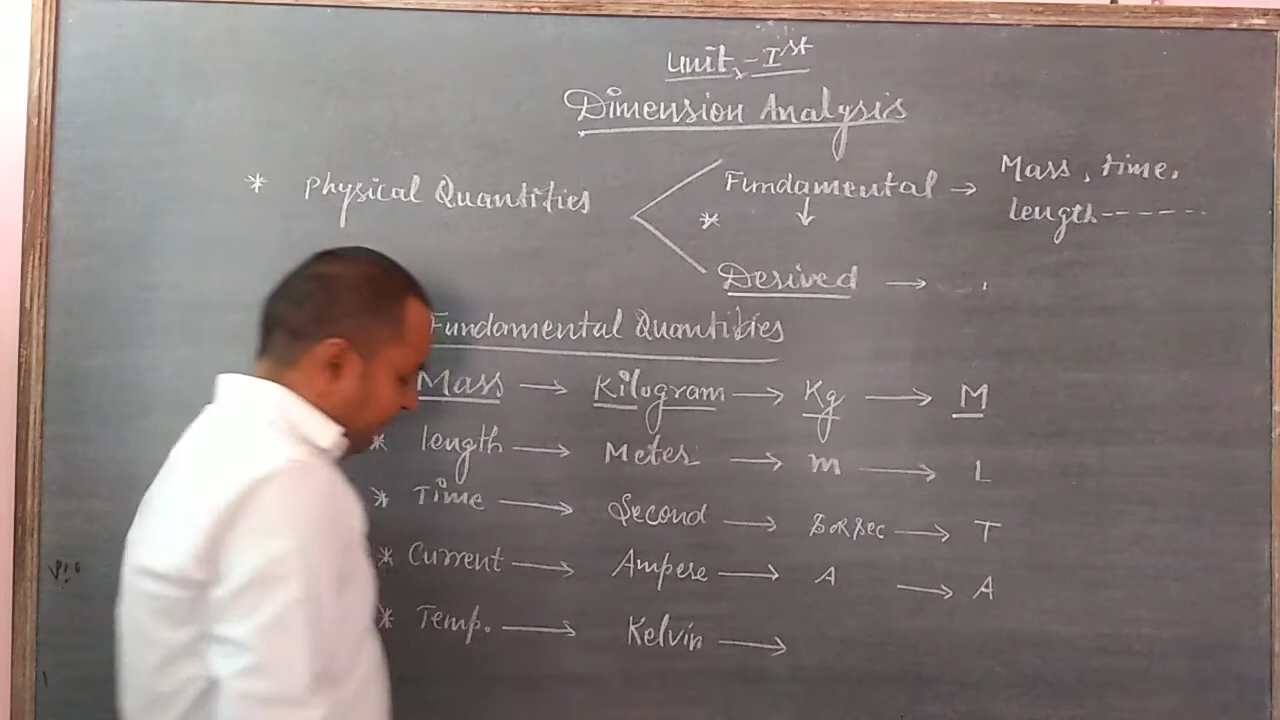 Unit - Ist
Dimension Analysis
* Physical Quantities
Fundamental → Mass, time,
length------
* ↓
Derived →
Fundamental Quantities
Mass → Kilogram → Kg → M
* length → Meter → m → L
* Time → Second → S or sec → T
* Current → Ampere → A → A
* Temp. → Kelvin →